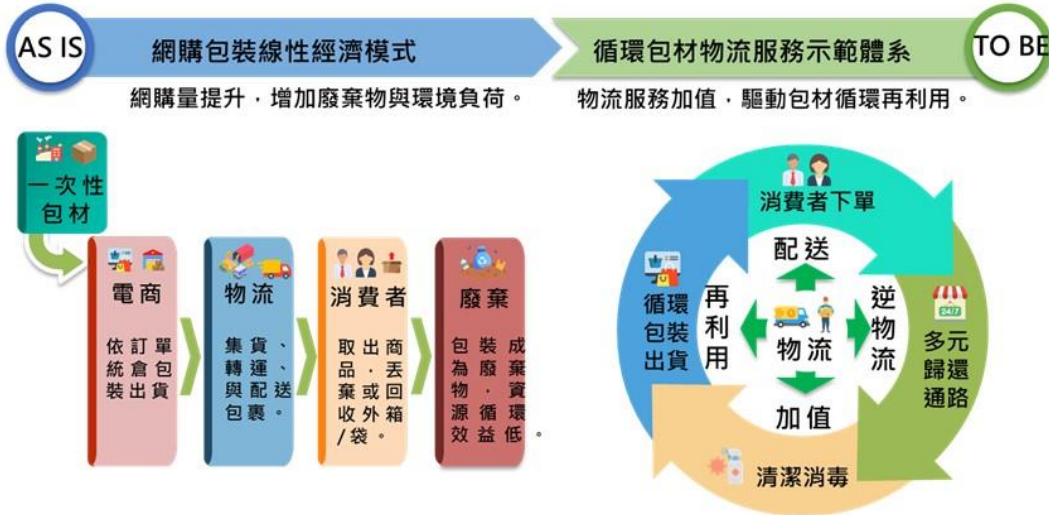 AS IS
網購包裝線性經濟模式
循環包材物流服務示範體系
TO BE
網購量提升，增加廢棄物與環境負荷。
物流服務加值，驅動包材循環再利用。
一次性
包材
電商
依訂單
統倉包
裝出貨
物流
集貨、
轉運、
與配送
包裹。
消費者
取出商
品，丟
棄或回
收外箱
/袋。
廢棄
包裝成
為廢棄
物，資
源循環
效益低。
消費者下單
配送
循環
包裝
出貨
再利用
物流
逆物流
24/7
多元
歸還
通路
加值
清潔消毒